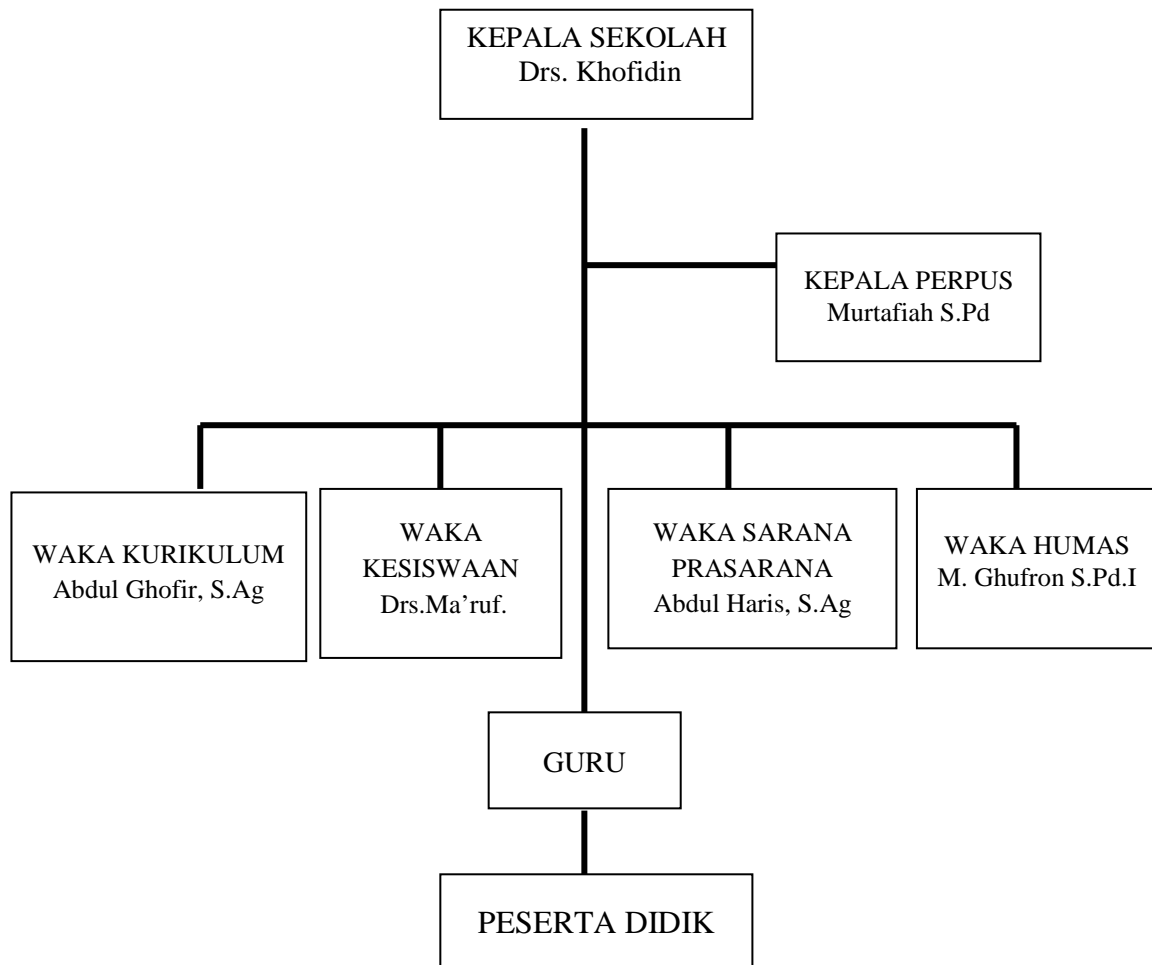 KEPALA SEKOLAH
Drs. Khofidin
KEPALA PERPUS
Murtafiah S.Pd
WAKA KURIKULUM
Abdul Ghofir, S.Ag
WAKA
KESISWAAN
Drs.Ma’ruf.
WAKA SARANA
PRASARANA
Abdul Haris, S.Ag
WAKA HUMAS
M. Ghufron S.Pd.I
GURU
PESERTA DIDIK